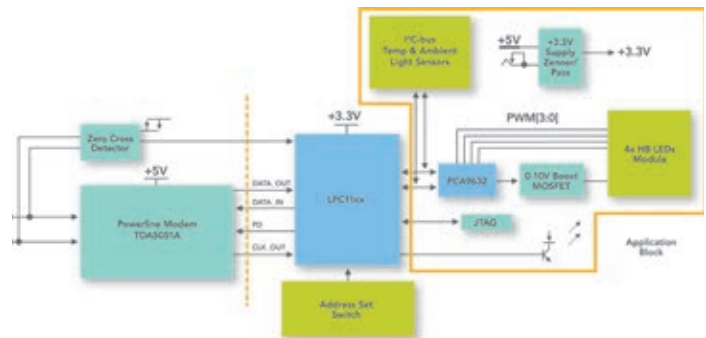 I²C-bus
Temp & Ambient
Light Sensors
+5V
+3.3V
Supply
Zenner/
Pass
+3.3V
Zero Cross
Detector
+3.3V
PWM[3:0]
4x HB LEDs
Module
+5V
DATA_OUT
LPC11xx
PCA9632
0-10V Boost
MOSFET
Powerline Modem
TDA5051A
DATA_IN
PD
JTAG
CLK_OUT
Application
Block
Address Set
Switch